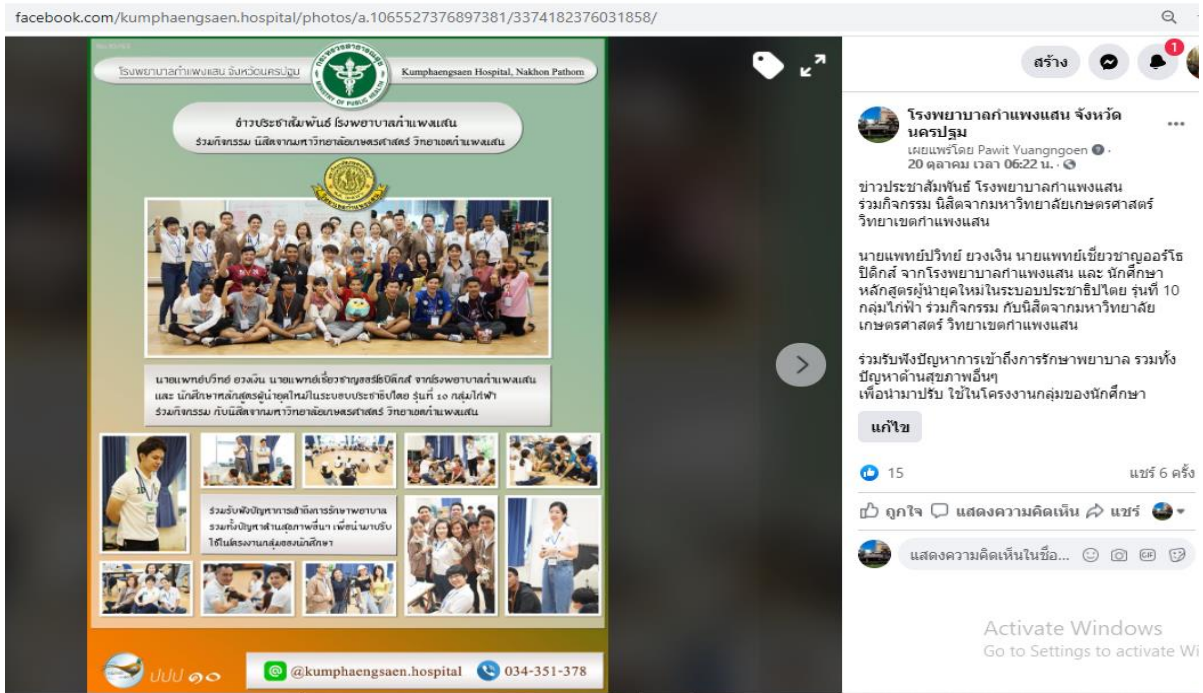 facebook.com/kumphaengsaen.hospital/photos/a.1065527376897381/3374182376031858/
โรงพยาบาลกำแพงแสน จังหวัดนครปฐม
กระทรวงสาธารณสุข
MINISTRY OF PUBLIC HEALTH
Kumphaengsaen Hospital, Nakhon Pathom
ข่าวประชาสัมพันธ์ โรงพยาบาลกำแพงแสน
ร่วมกิจกรรม นิสิตจากมหาวิทยาลัยเกษตรศาสตร์ วิทยาเขตกำแพงแสน
วิทยาเขตกำแพงแสน
นายแพทย์ปวิทย์ ยวงเงิน นายแพทย์เชี่ยวชาญออร์โธปิดิกส์ จากโรงพยาบาลกำแพงแสน
และ นักศึกษาหลักสูตรผู้นำยุคใหม่ในระบอบประชาธิปไตย รุ่นที่ 10 กลุ่มไก่ฟ้า
ร่วมกิจกรรม กับนิสิตจากมหาวิทยาลัยเกษตรศาสตร์ วิทยาเขตกำแพงแสน
ร่วมรับฟังปัญหาการเข้าถึงการรักษาพยาบาล
รวมทั้งปัญหาด้านสุขภาพอื่นๆ เพื่อนำมาปรับ
ใช้ในโครงงานกลุ่มของนักศึกษา
ปปป ๑๐
@kumphaengsaen.hospital
034-351-378
สร้าง
1
โรงพยาบาลกำแพงแสน จังหวัด
นครปฐม
เผยแพร่โดย Pawit Yuangngoen
20 ตุลาคม เวลา 06:22 น.
ข่าวประชาสัมพันธ์ โรงพยาบาลกำแพงแสน
ร่วมกิจกรรม นิสิตจากมหาวิทยาลัยเกษตรศาสตร์
วิทยาเขตกำแพงแสน
นายแพทย์ปวิทย์ ยวงเงิน นายแพทย์เชี่ยวชาญออร์โธ
ปิดิกส์ จากโรงพยาบาลกำแพงแสน และ นักศึกษา
หลักสูตรผู้นำยุคใหม่ในระบอบประชาธิปไตย รุ่นที่ 10
กลุ่มไก่ฟ้า ร่วมกิจกรรม กับนิสิตจากมหาวิทยาลัย
เกษตรศาสตร์ วิทยาเขตกำแพงแสน
ร่วมรับฟังปัญหาการเข้าถึงการรักษาพยาบาล รวมทั้ง
ปัญหาด้านสุขภาพอื่นๆ
เพื่อนำมาปรับ ใช้ในโครงงานกลุ่มของนักศึกษา
แก้ไข
15
แชร์ 6 ครั้ง
ถูกใจ แสดงความคิดเห็น แชร์
แสดงความคิดเห็นในชื่อ...
GIF
Activate Windows
Go to Settings to activate Wi